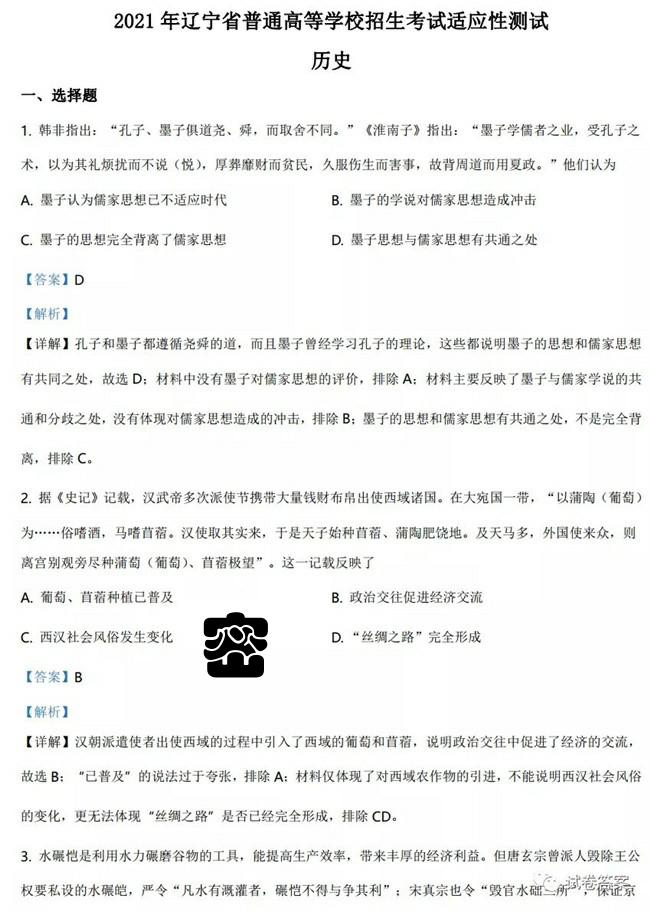 2021 年辽宁省普通高等学校招生考试适应性测试
历史
一、选择题
1. 韩非指出：“孔子、墨子俱道尧、舜，而取舍不同。”《淮南子》指出：“墨子学儒者之业，受孔子之
术，以为其礼烦扰而不说（悦），厚葬靡财而贫民，久服伤生而害事，故背周道而用夏政。”他们认为
A. 墨子认为儒家思想已不适应时代 B. 墨子的学说对儒家思想造成冲击
C. 墨子的思想完全背离了儒家思想 D. 墨子思想与儒家思想有共通之处
【答案】D
【解析】
【详解】孔子和墨子都遵循尧舜的道，而且墨子曾经学习孔子的理论，这些都说明墨子的思想和儒家思想
有共同之处，故选 D；材料中没有墨子对儒家思想的评价，排除 A；材料主要反映了墨子与儒家学说的共
通和分歧之处，没有体现对儒家思想造成的冲击，排除 B；墨子的思想和儒家思想有共通之处，不是完全背
离，排除 C。
2. 据《史记》记载，汉武帝多次派使节携带大量钱财布帛出使西域诸国。在大宛国一带，“以蒲陶（葡萄）
为……俗嗜酒，马嗜苜蓿。汉使取其实来，于是天子始种苜蓿、蒲陶肥饶地。及天马多，外国使来众，则
离宫别观旁尽种蒲萄（葡萄）、苜蓿极望”。这一记载反映了
A. 葡萄、苜蓿种植已普及 B. 政治交往促进经济交流
C. 西汉社会风俗发生变化 D. “丝绸之路”完全形成
【答案】B
【解析】
【详解】汉朝派遣使者出使西域的过程中引入了西域的葡萄和苜蓿，说明政治交往中促进了经济的交流，
故选 B；“已普及”的说法过于夸张，排除 A；材料仅体现了对西域农作物的引进，不能说明西汉社会风俗
的变化，更无法体现“丝绸之路”是否已经完全形成，排除 CD。
3. 水碾恺是利用水力碾磨谷物的工具，能提高生产效率，带来丰厚的经济利益。但唐玄宗曾派人毁除王公
权要私设的水碾皑，严令“凡水有溉灌者，碾恺不得与争其利”；宋真宗也令“毁官水础二所”，保证京
试卷答案